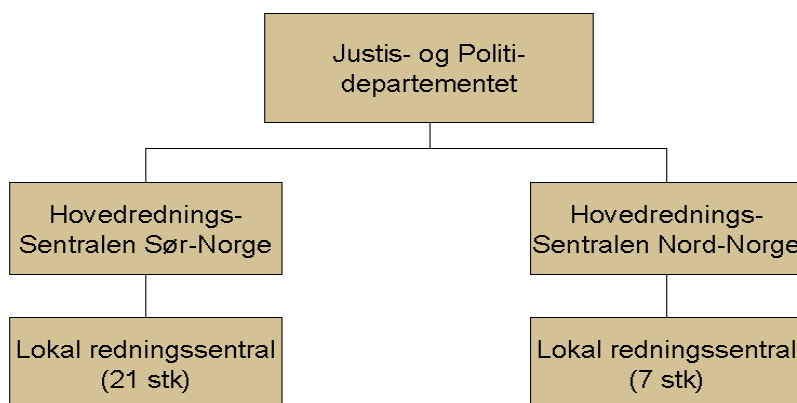 Justis- og Politi-
departementet
Hovedrednings-
Sentralen Sør-Norge
Hovedrednings-
Sentralen Nord-Norge
Lokal redningssentral
(21 stk)
Lokal redningssentral
(7 stk)